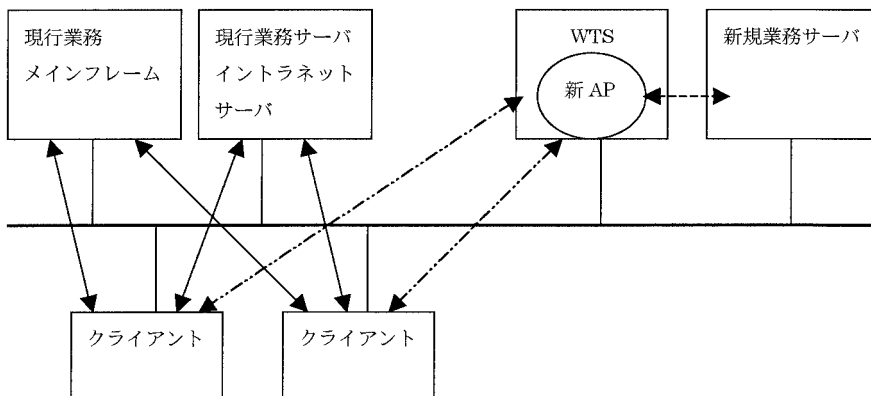 現行業務
メインフレーム
現行業務サーバ
イントラネット
サーバ
WTS
新 AP
新規業務サーバ
クライアント
クライアント